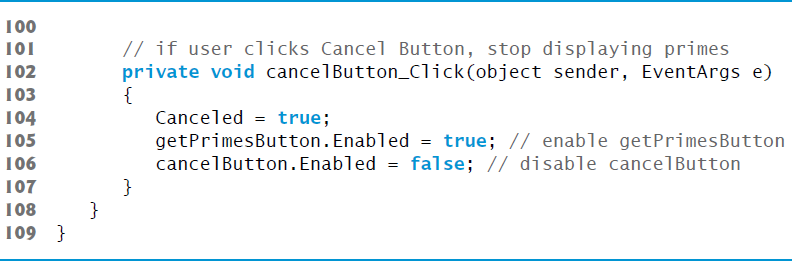 100
101 // if user clicks Cancel Button, stop displaying primes
102 private void cancelButton_Click(object sender, EventArgs e)
103 {
104 Canceled = true;
105 getPrimesButton.Enabled = true; // enable getPrimesButton
106 cancelButton.Enabled = false; // disable cancelButton
107 }
108 }
109 }